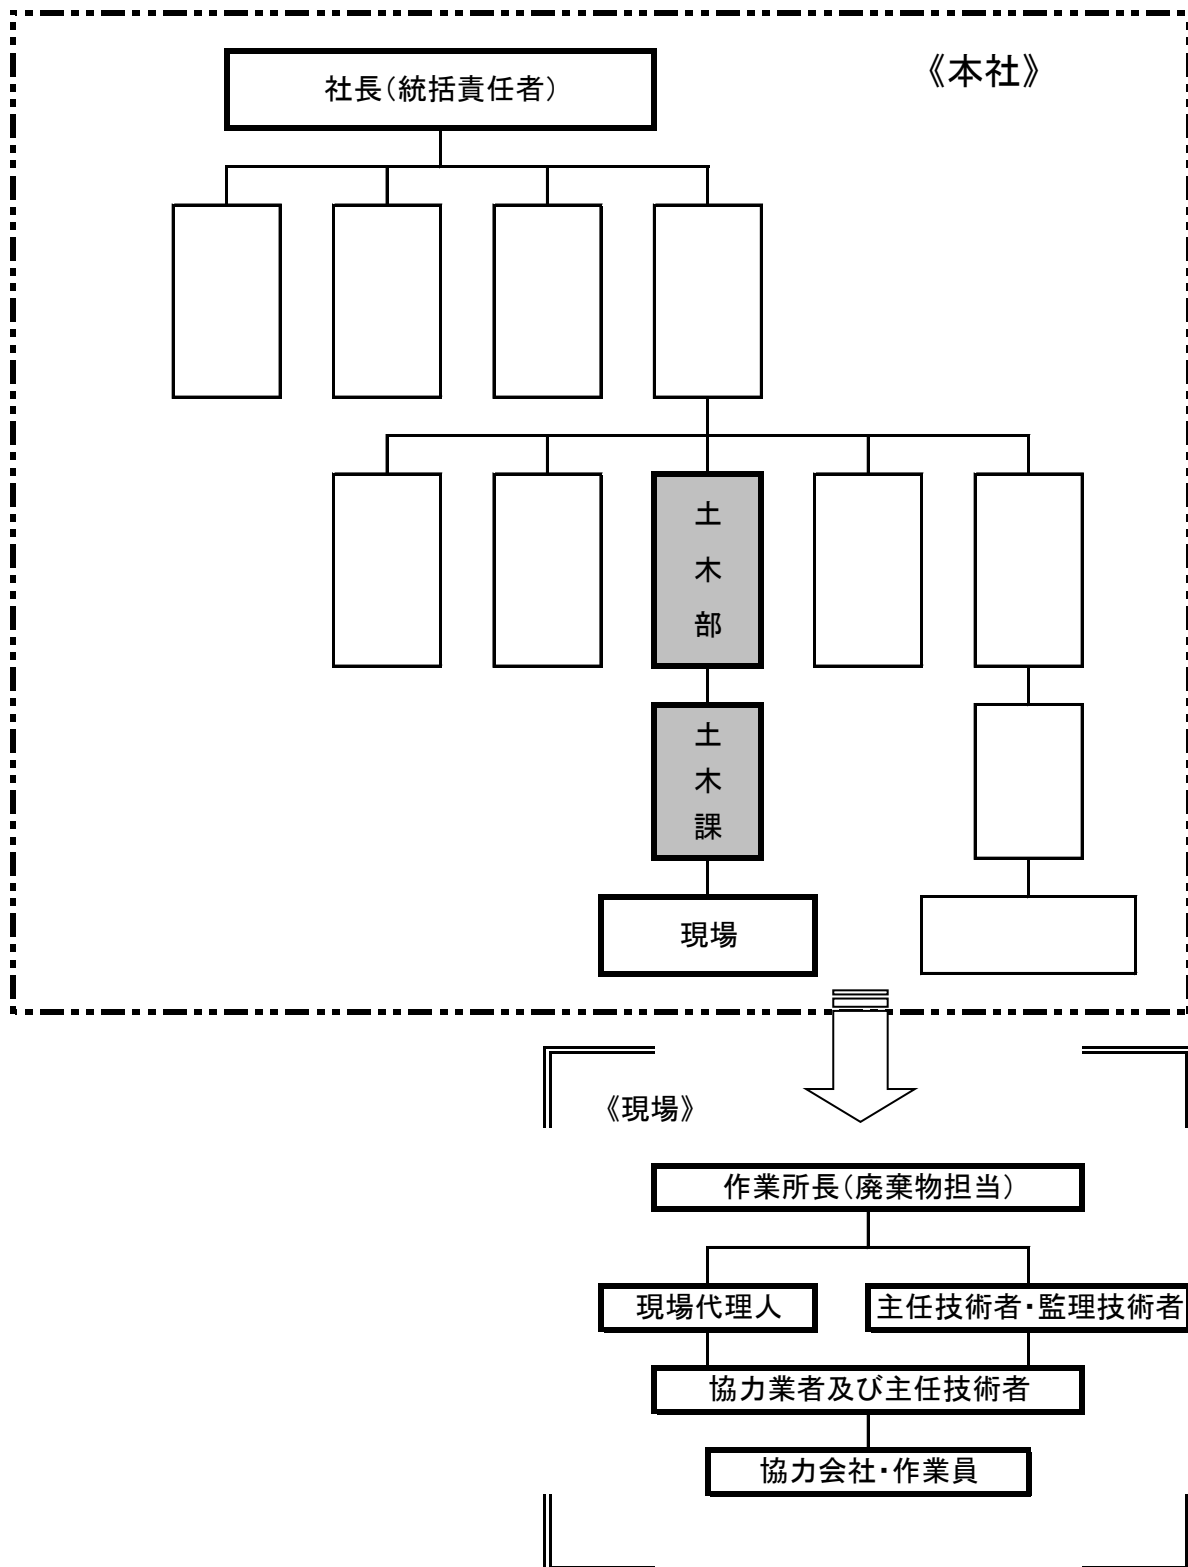 社長(統括責任者)
《本社》
土木部
土木課
現場
《現場》
作業所長(廃棄物担当)
現場代理人
主任技術者・監理技術者
協力業者及び主任技術者
協力会社・作業員